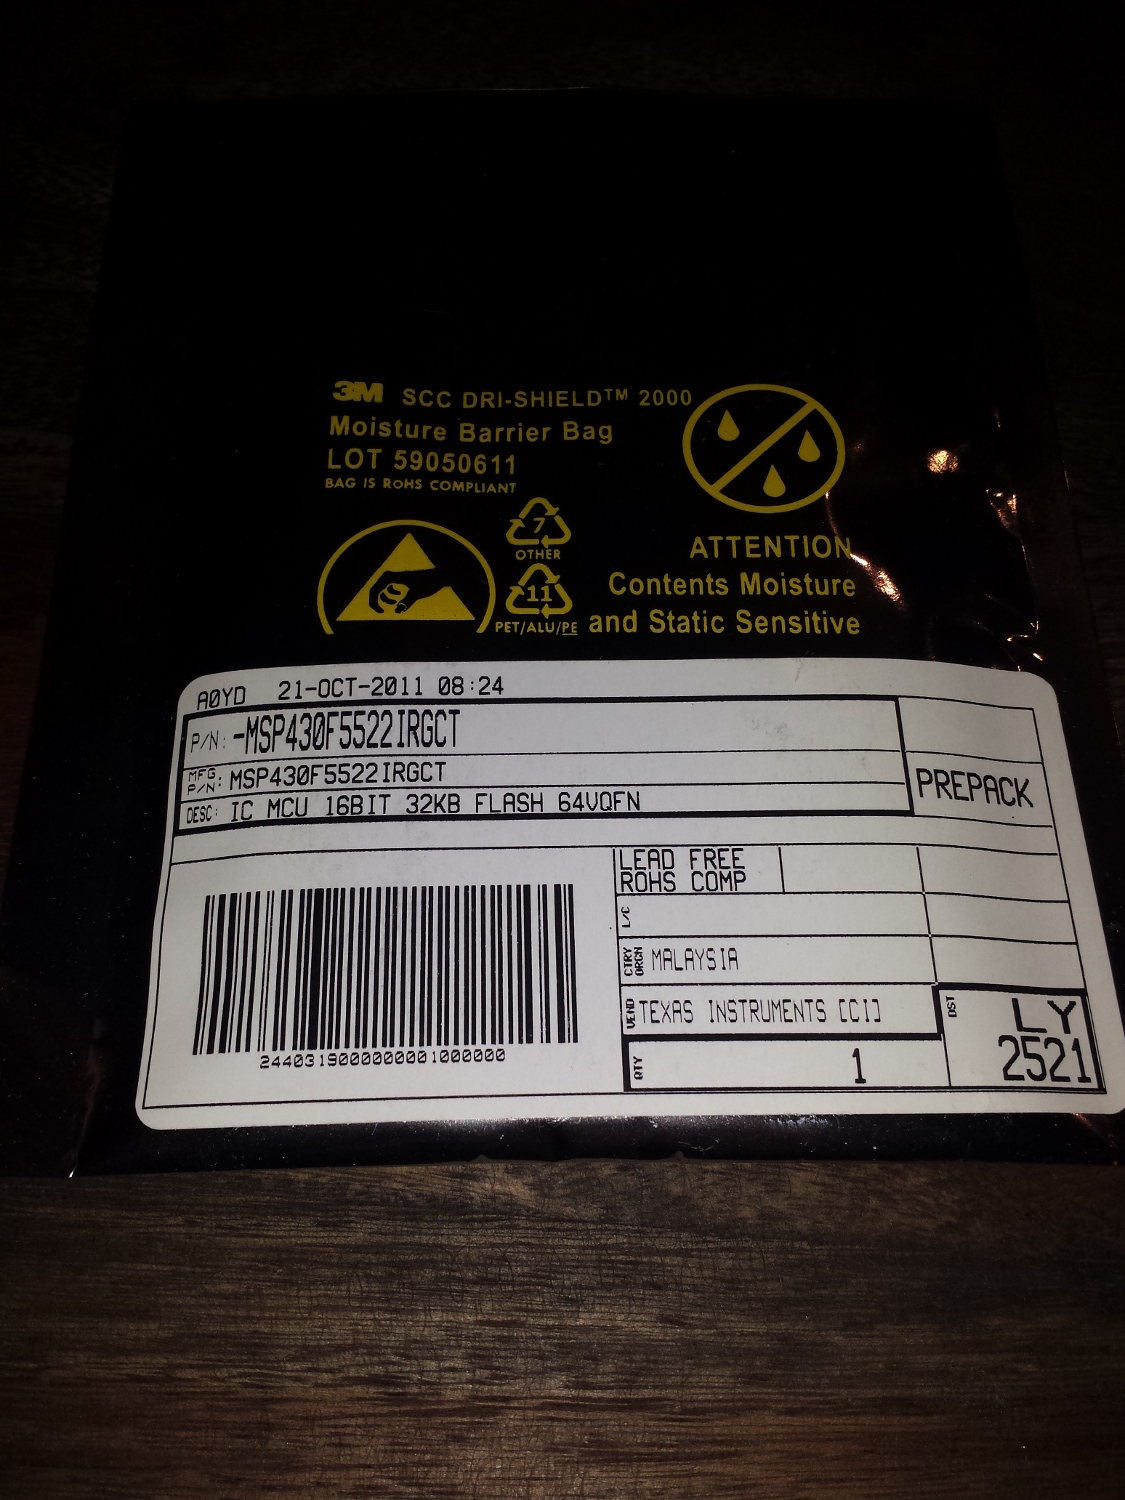 3M SCC DRI-SHIELD™ 2000
Moisture Barrier Bag
LOT 59050611
BAG IS ROHS COMPLIANT
7
OTHER
11
PET/ALU/PE
ATTENTION
Contents Moisture
and Static Sensitive
A0YD 21-OCT-2011 08:24
P/N: -MSP430F5522IRGCT
MFG P/N: MSP430F5522IRGCT
DESC: IC MCU 16BIT 32KB FLASH 64VQFN
PREPACK
LEAD FREE
ROHS COMP
L/C
CTRY ORGN MALAYSIA
VEND TEXAS INSTRUMENTS [CI]
QTY 1
DST LY
2521
2440319000000001000000